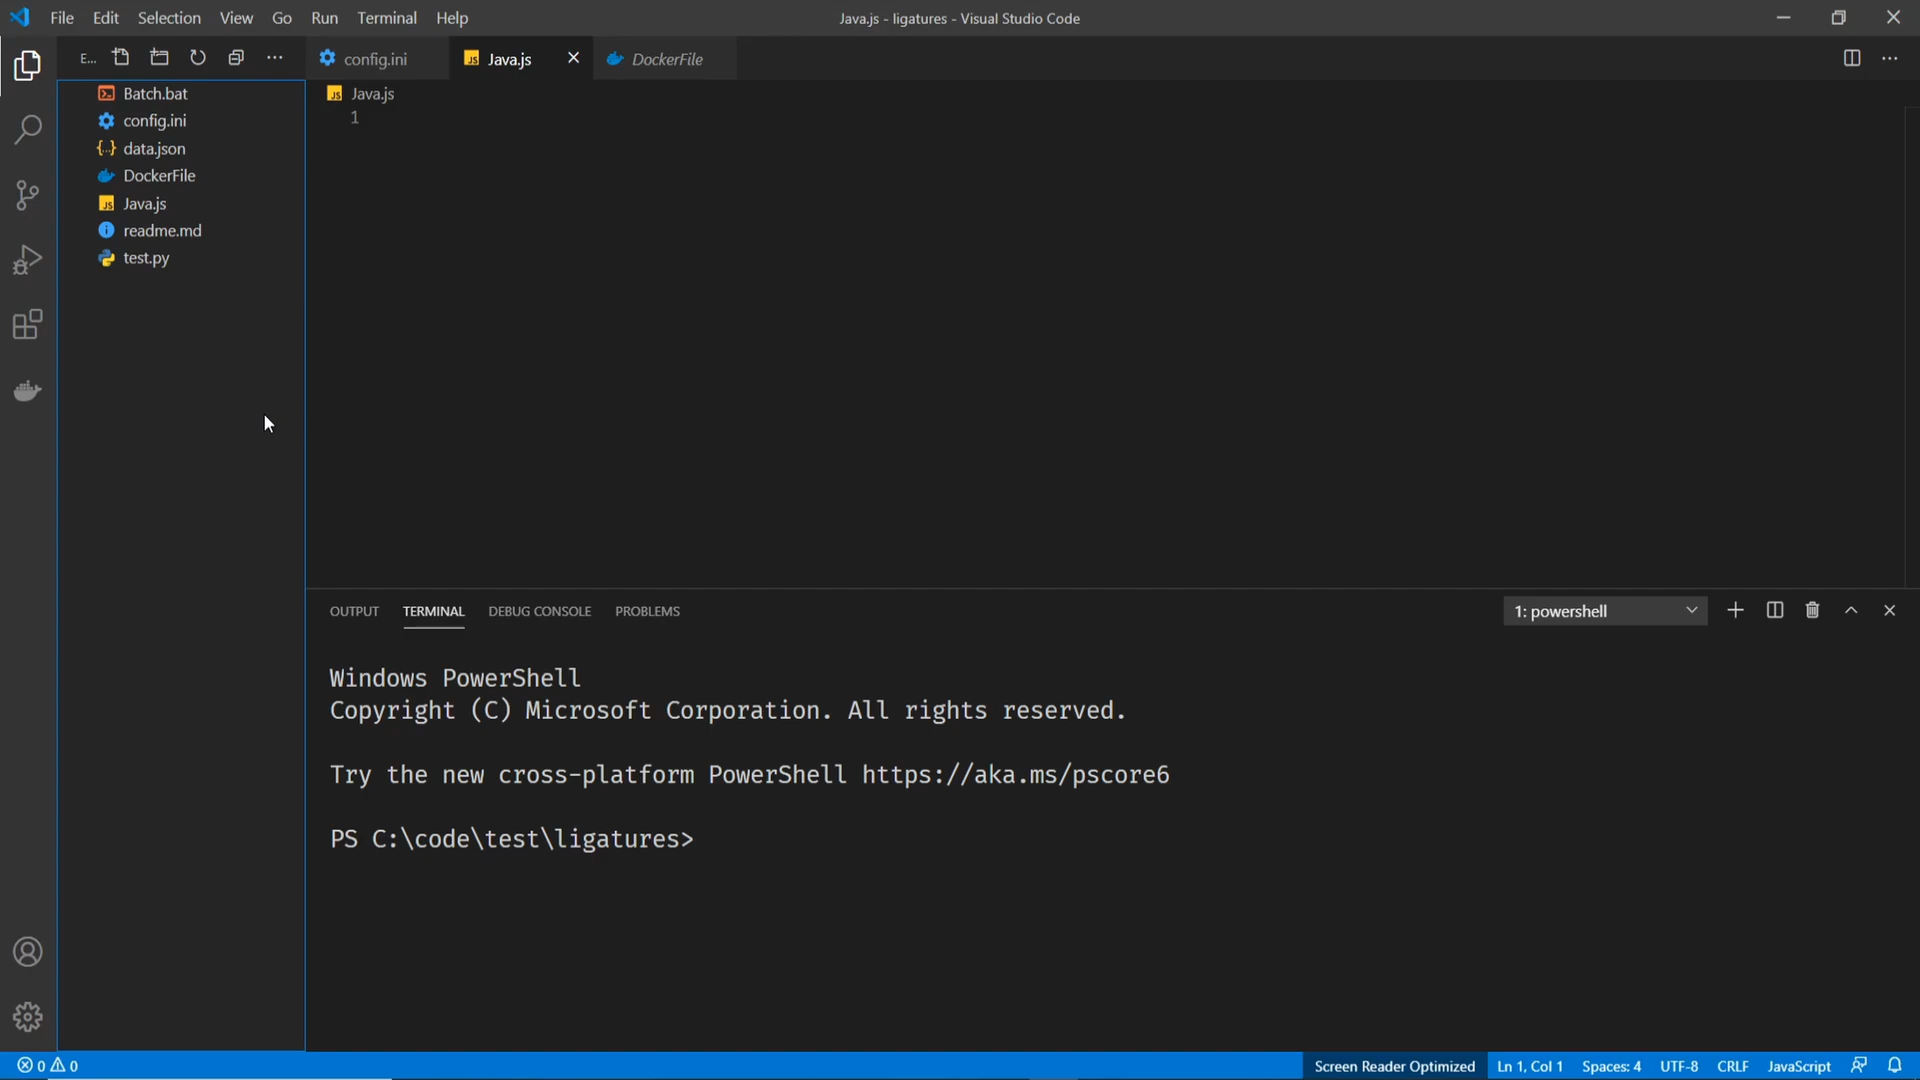 File Edit Selection View Go Run Terminal Help
Java.js - ligatures - Visual Studio Code
E...
config.ini
Java.js
DockerFile
Batch.bat
config.ini
data.json
DockerFile
Java.js
readme.md
test.py
Java.js
1
OUTPUT TERMINAL DEBUG CONSOLE PROBLEMS
1: powershell
Windows PowerShell
Copyright (C) Microsoft Corporation. All rights reserved.
Try the new cross-platform PowerShell https://aka.ms/pscore6
PS C:\code\test\ligatures>
0 0
Screen Reader Optimized Ln 1, Col 1 Spaces: 4 UTF-8 CRLF JavaScript